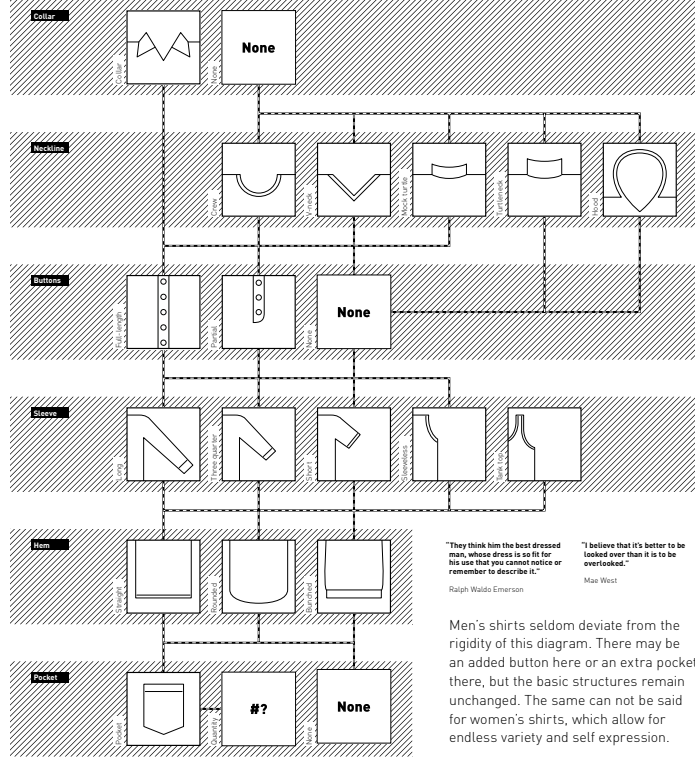 Collar
Collar
None
None
Neckline
Crew
V-neck
Mock turtle
Turtleneck
Hood
Buttons
Full-length
Partial
None
None
Sleeve
Long
Three quarter
Short
Sleeveless
Tank top
Hem
Straight
Rounded
Bunched
"They think him the best dressed
man, whose dress is so fit for
his use that you cannot notice or
remember to describe it."
Ralph Waldo Emerson
"I believe that it's better to be
looked over than it is to be
overlooked."
Mae West
Men's shirts seldom deviate from the
rigidity of this diagram. There may be
an added button here or an extra pocket
there, but the basic structures remain
unchanged. The same can not be said
for women's shirts, which allow for
endless variety and self expression.
Pocket
Pocket
Quantity
#?
None
None